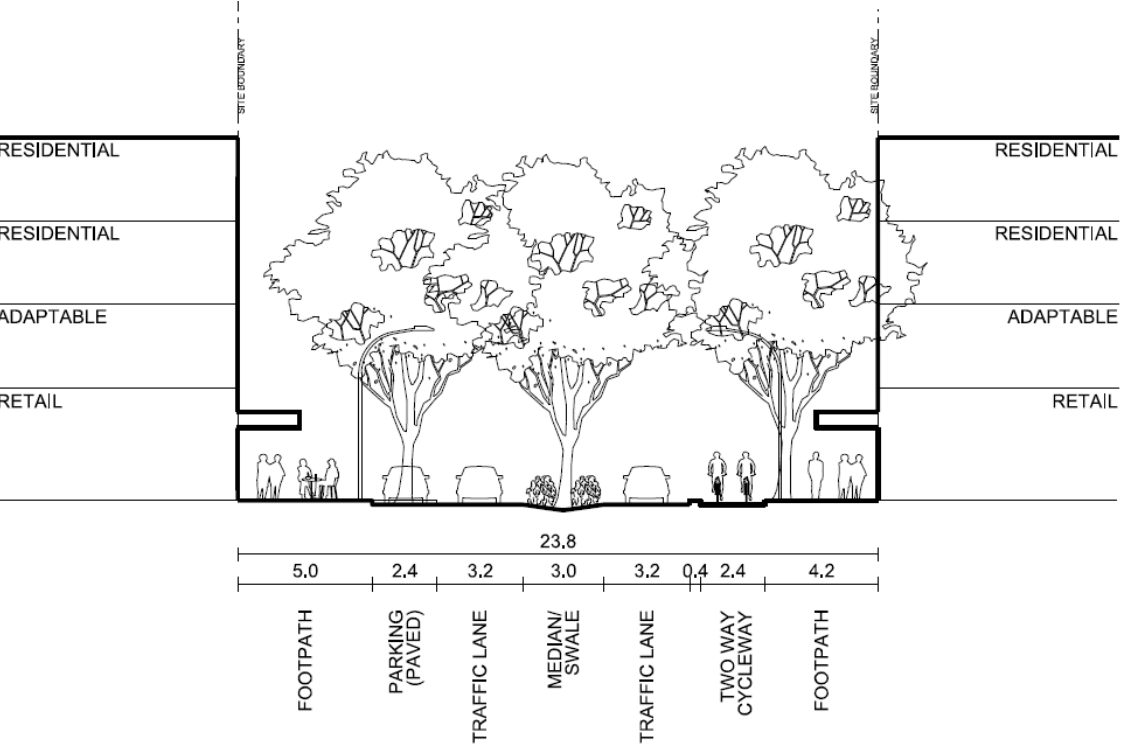 SITE BOUNDARY
SITE BOUNDARY
RESIDENTIAL
RESIDENTIAL
RESIDENTIAL
RESIDENTIAL
ADAPTABLE
ADAPTABLE
RETAIL
RETAIL
23.8
5.0 2.4 3.2 3.0 3.2 0.4 2.4 4.2
FOOTPATH
PARKING
(PAVED)
TRAFFIC LANE
MEDIAN/
SWALE
TRAFFIC LANE
TWO WAY
CYCLEWAY
FOOTPATH